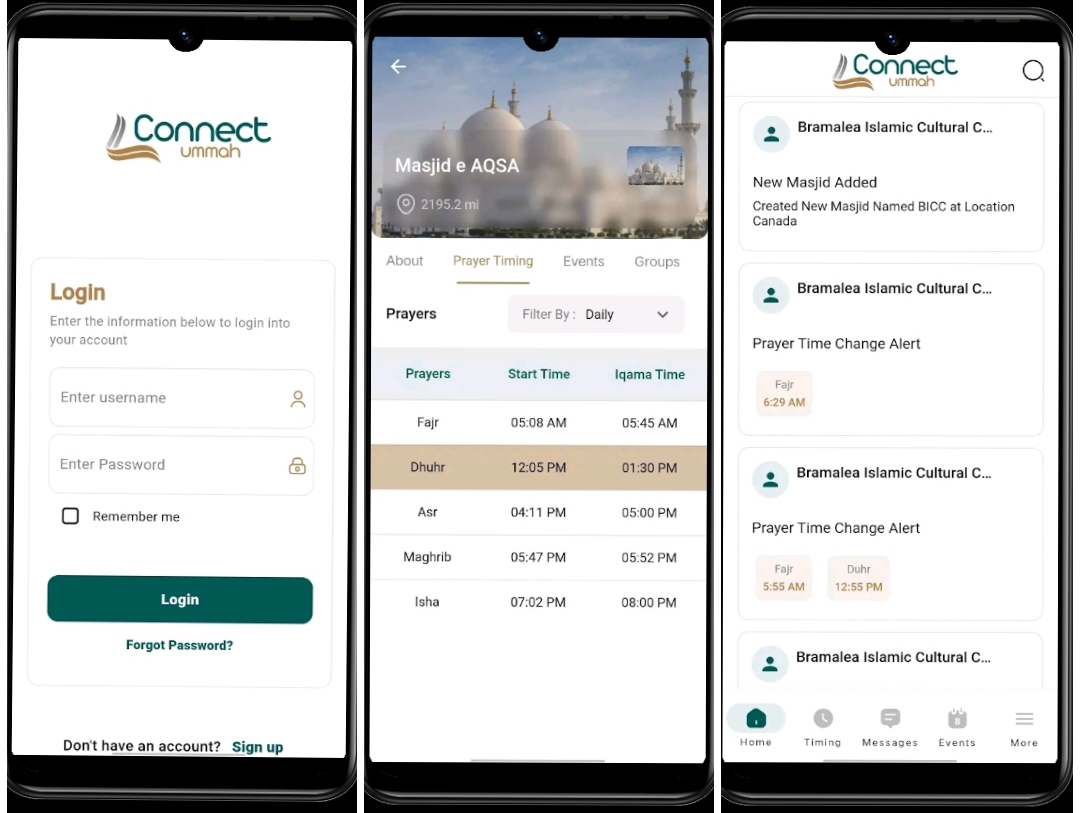 Connect
ummah
Login
Enter the information below to login into
your account
Enter username
Enter Password
Remember me
Login
Forgot Password?
Don't have an account? Sign up
Masjid e AQSA
2195.2 mi
About Prayer Timing Events Groups
Prayers Filter By : Daily
Prayers Start Time Iqama Time
Fajr 05:08 AM 05:45 AM
Dhuhr 12:05 PM 01:30 PM
Asr 04:11 PM 05:00 PM
Maghrib 05:47 PM 05:52 PM
Isha 07:02 PM 08:00 PM
Connect
ummah
Bramalea Islamic Cultural C...
New Masjid Added
Created New Masjid Named BICC at Location
Canada
Bramalea Islamic Cultural C...
Prayer Time Change Alert
Fajr
6:29 AM
Bramalea Islamic Cultural C...
Prayer Time Change Alert
Fajr Duhr
5:55 AM 12:55 PM
Bramalea Islamic Cultural C...
8
Home Timing Messages Events More